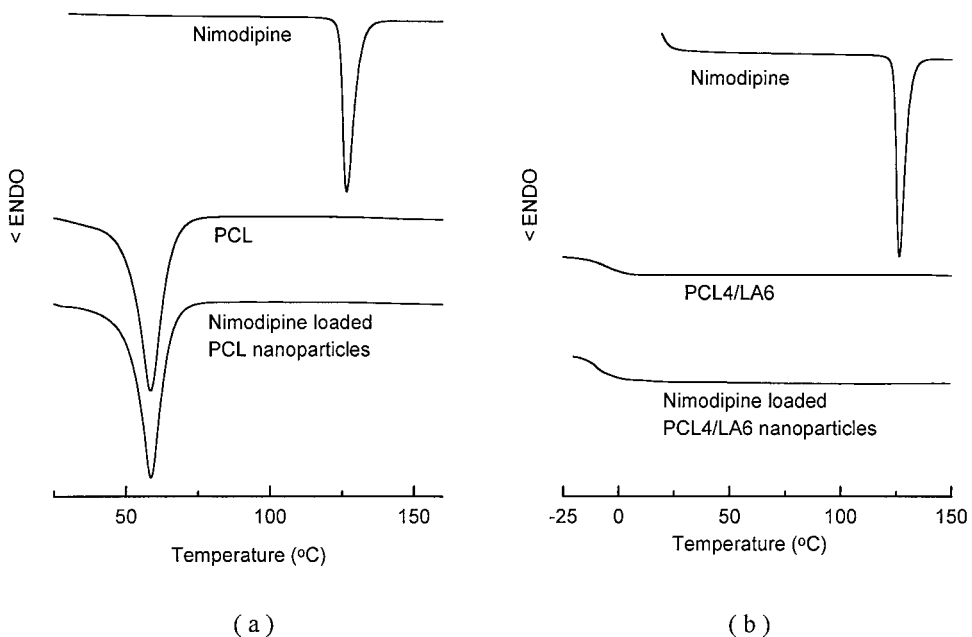 Nimodipine
PCL
Nimodipine loaded
PCL nanoparticles
< ENDO
50
100
150
Temperature (ºC)
( a )
Nimodipine
PCL4/LA6
Nimodipine loaded
PCL4/LA6 nanoparticles
< ENDO
-25
0
50
100
150
Temperature (ºC)
( b )